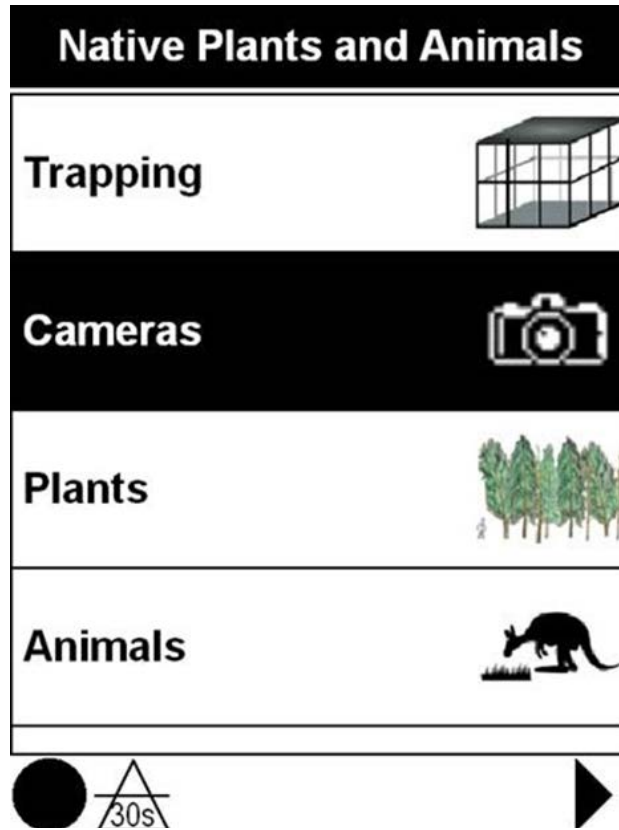 Native Plants and Animals
Trapping
Cameras
Plants
Animals
30s